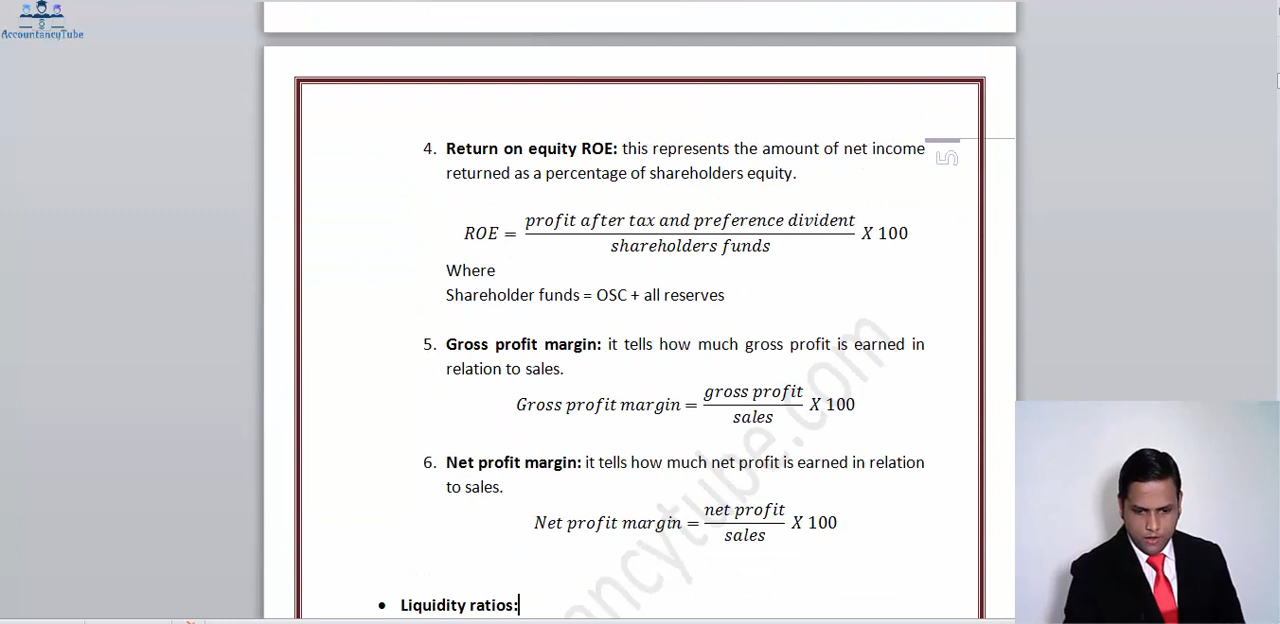 AccountancyTube
5
4. Return on equity ROE: this represents the amount of net income
returned as a percentage of shareholders equity.
ROE = profit after tax and preference divident / shareholders funds X 100
Where
Shareholder funds = OSC + all reserves
5. Gross profit margin: it tells how much gross profit is earned in
relation to sales.
Gross profit margin = gross profit / sales X 100
6. Net profit margin: it tells how much net profit is earned in relation
to sales.
Net profit margin = net profit / sales X 100
• Liquidity ratios:
ancytube.com